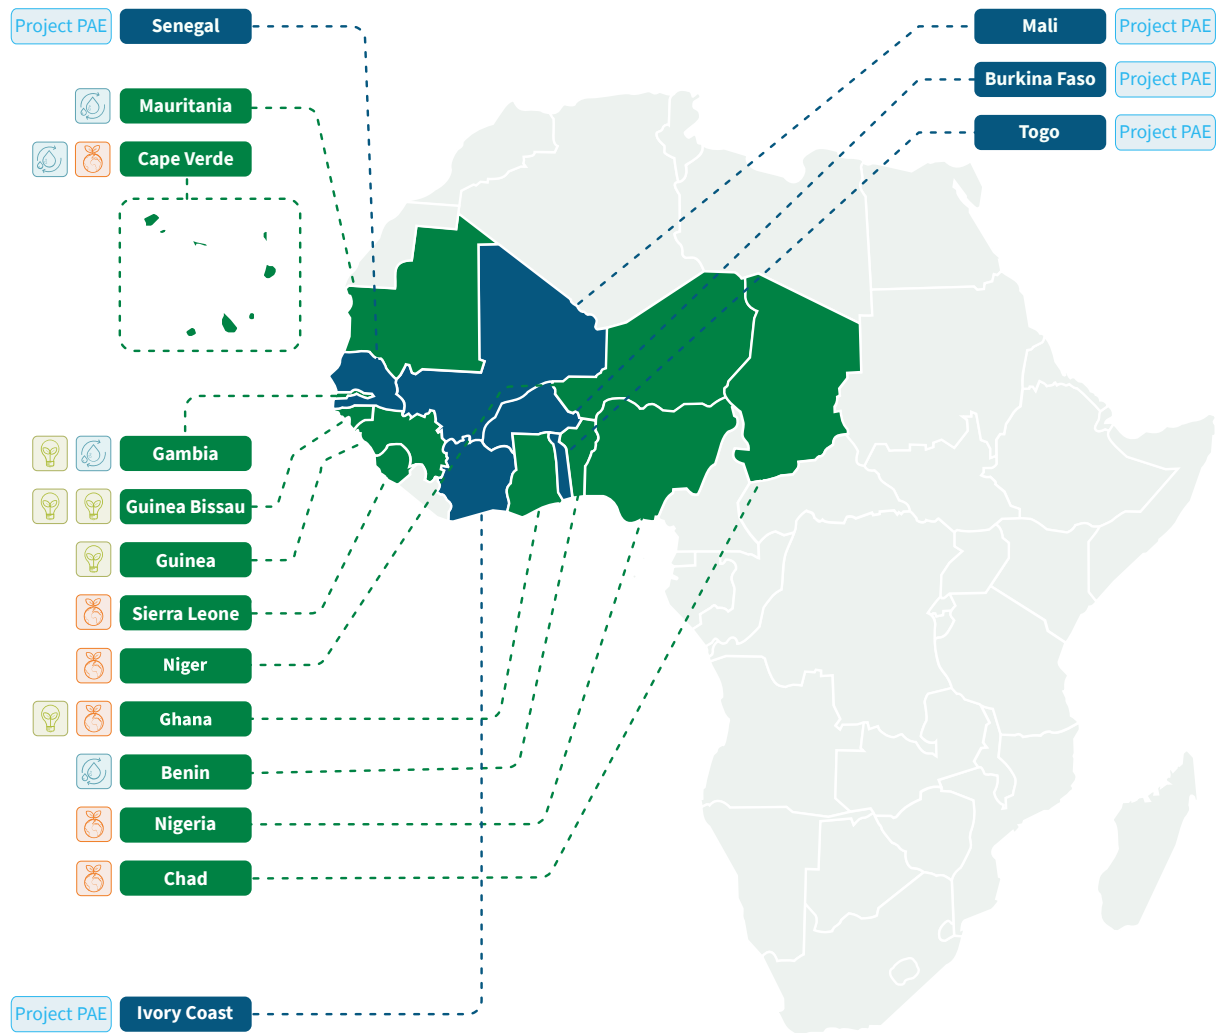 Project PAE Senegal
Mali Project PAE
Burkina Faso Project PAE
Togo Project PAE
Mauritania
Cape Verde
Gambia
Guinea Bissau
Guinea
Sierra Leone
Niger
Ghana
Benin
Nigeria
Chad
Project PAE Ivory Coast